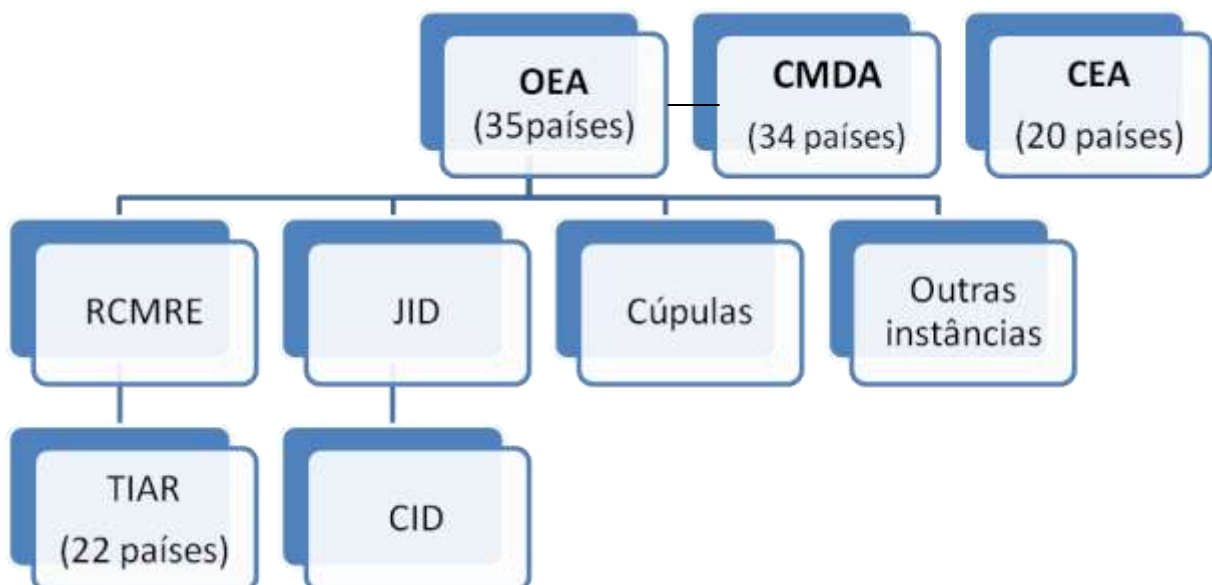 OEA
(35países)
CMDA
(34 países)
CEA
(20 países)
RCMRE
JID
Cúpulas
Outras
instâncias
TIAR
(22 países)
CID